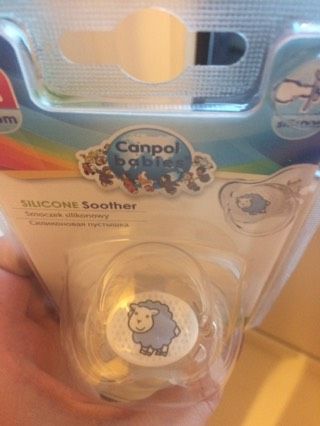 Canpol
babies
SILICONE Soother
Smoczek silikonowy
Силиконовая пустышка